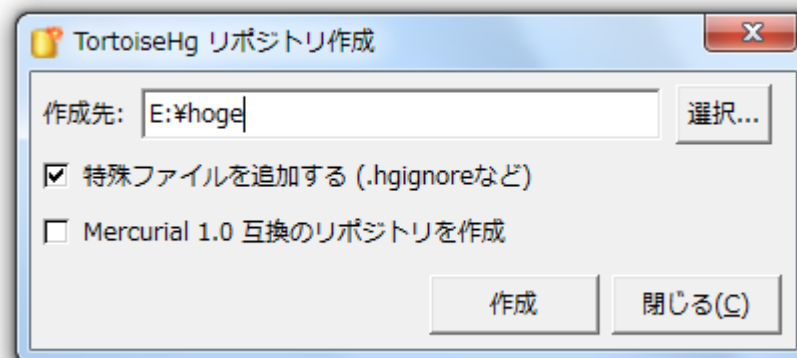 TortoiseHg リポジトリ作成
作成先: E:¥hoge 選択...
特殊ファイルを追加する (.hgignoreなど)
Mercurial 1.0 互換のリポジトリを作成
作成 閉じる(C)